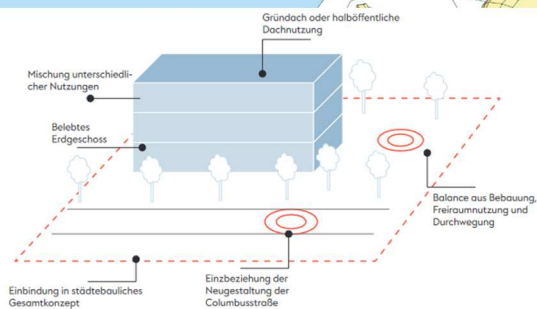 Gründach oder halböffentliche
Dachnutzung
Mischung unterschiedli-
cher Nutzungen
Belebtes
Erdgeschoss
Balance aus Bebauung,
Freiraumnutzung und
Durchwegung
Einbindung in städtebauliches
Gesamtkonzept
Einzbeziehung der
Neugestaltung der
Columbusstraße